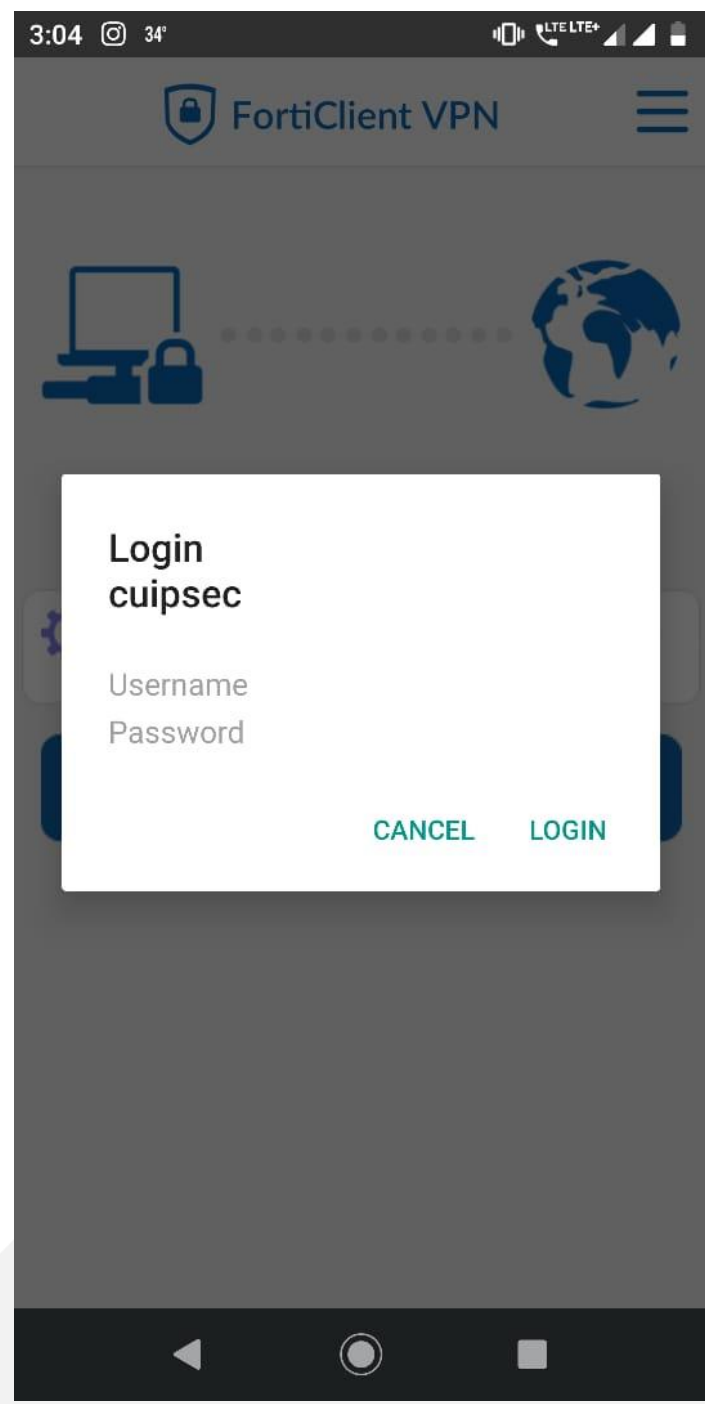 3:04 34° LTE LTE+
FortiClient VPN
Login
cuipsec
Username
Password
CANCEL LOGIN